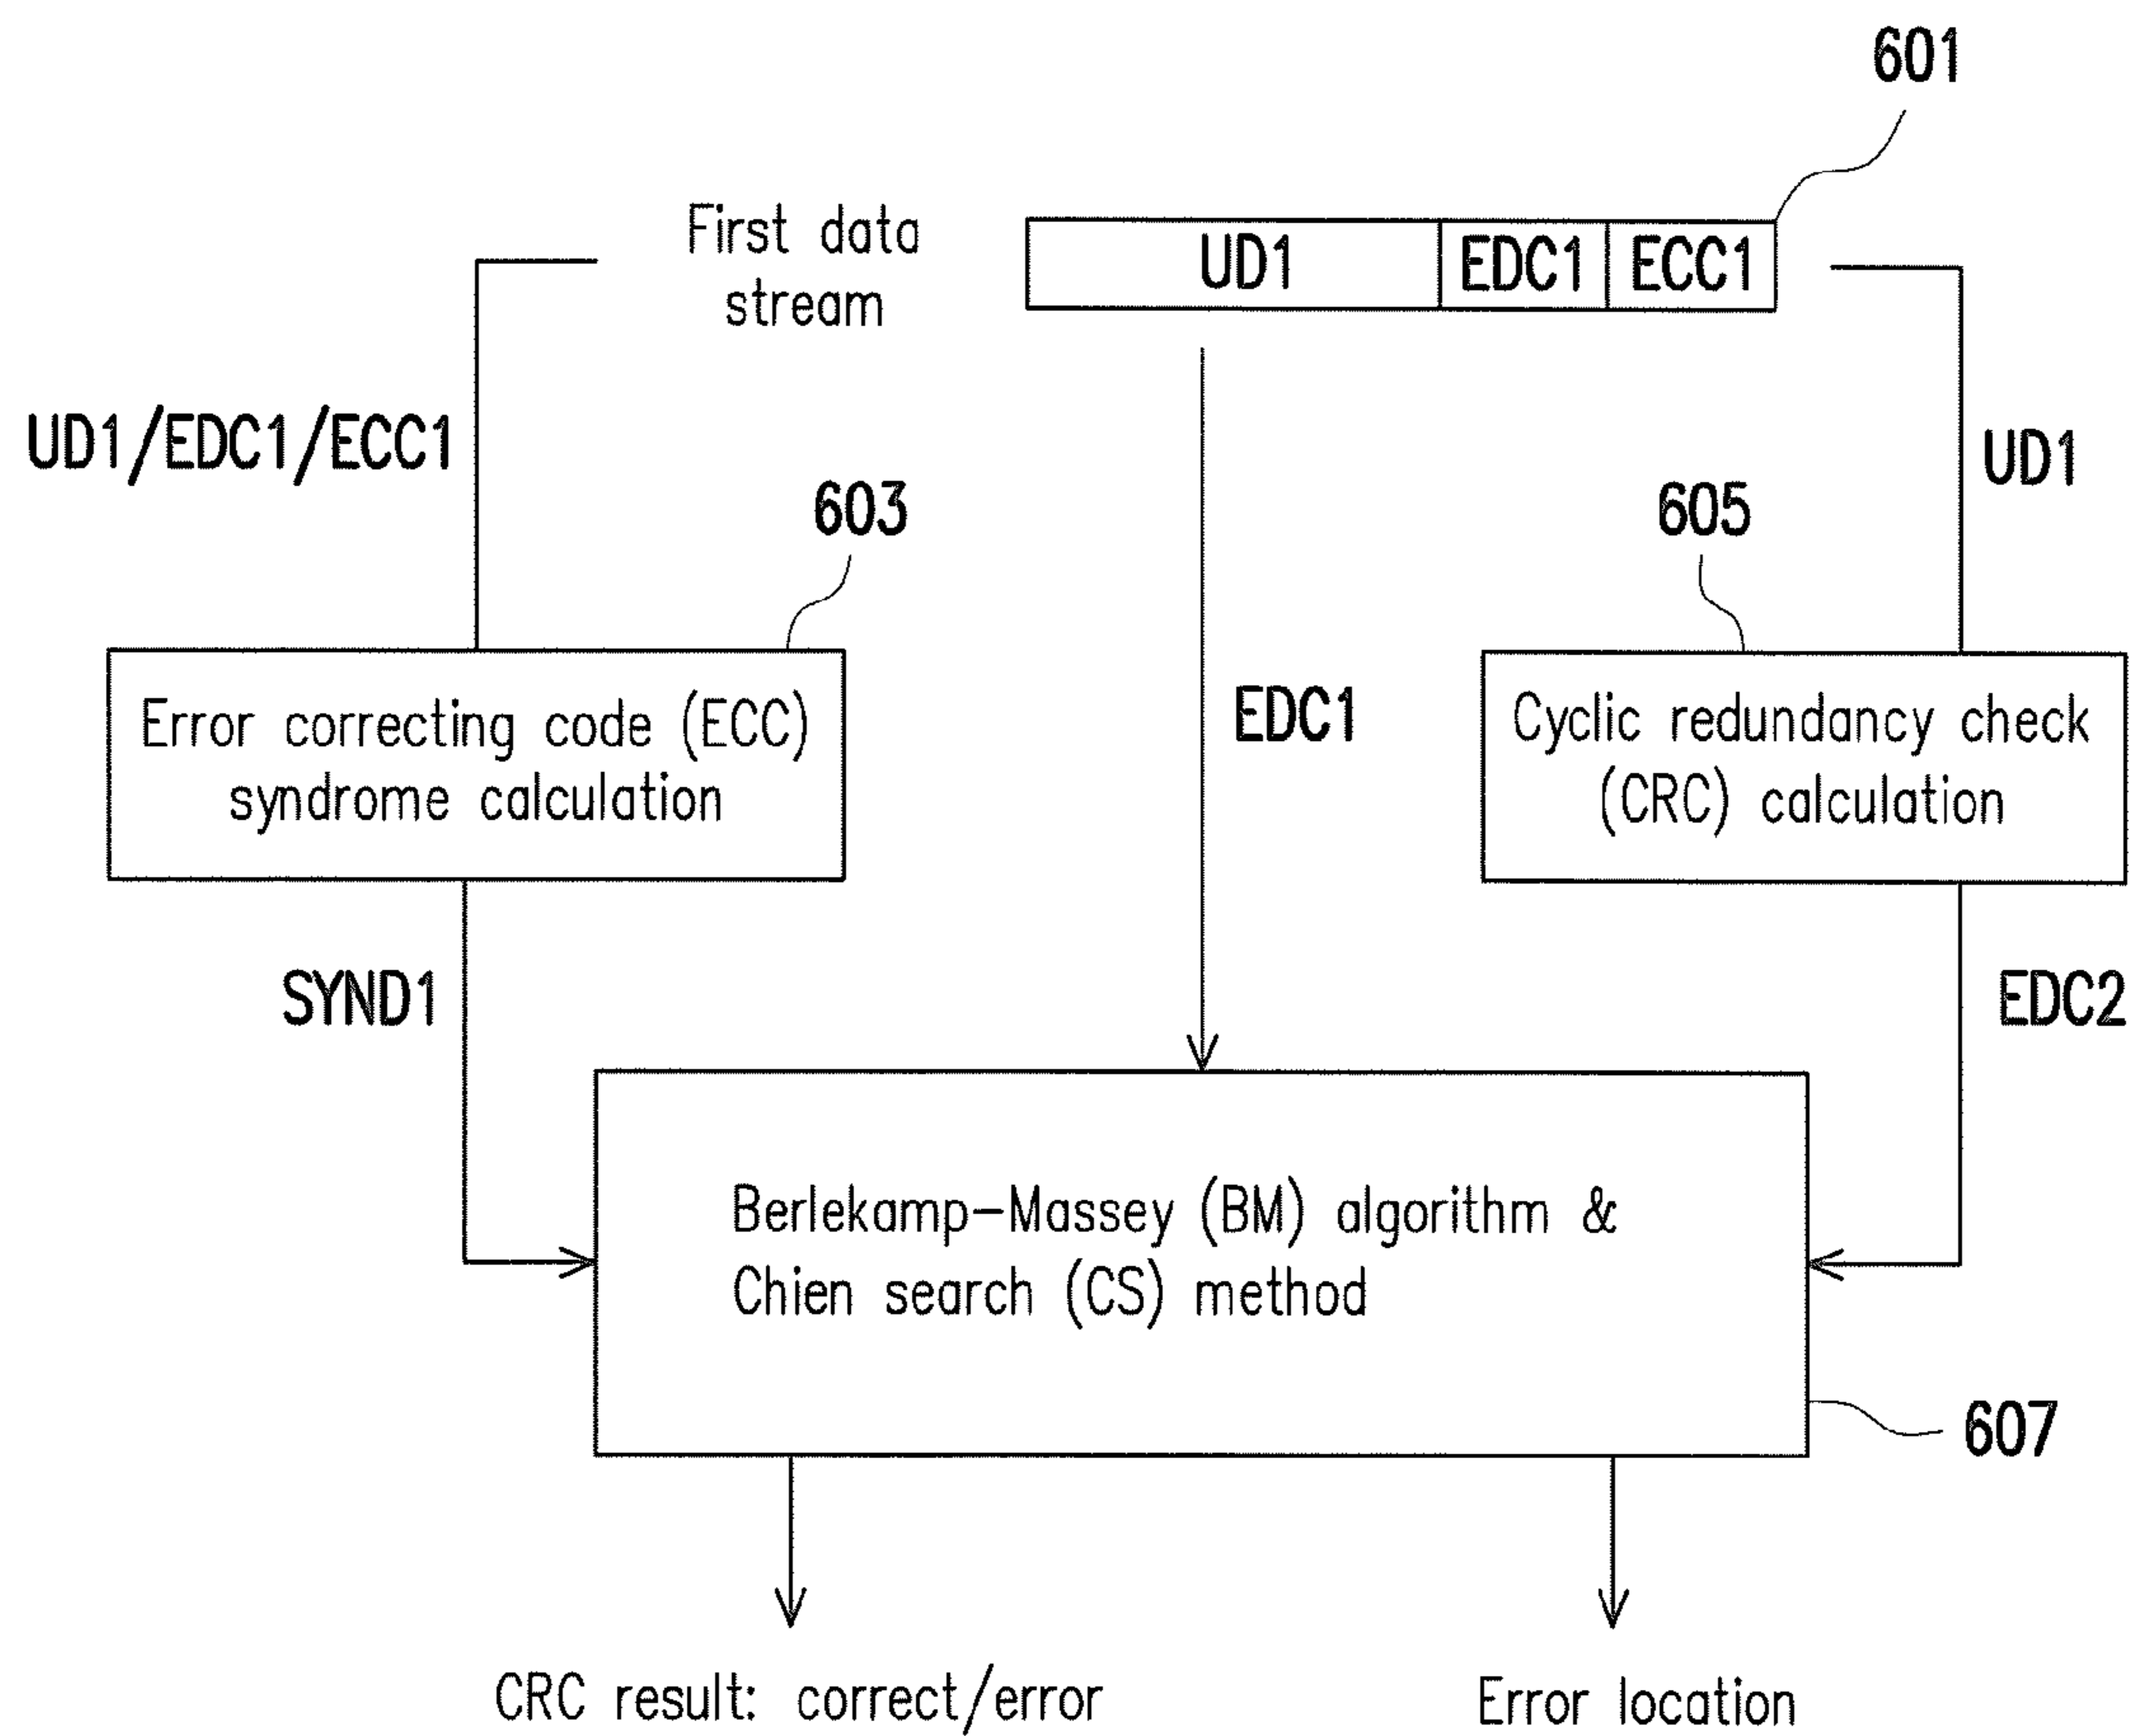 601
First data
stream
UD1 EDC1 ECC1
UD1/EDC1/ECC1
UD1
603
605
Error correcting code (ECC)
syndrome calculation
EDC1
Cyclic redundancy check
(CRC) calculation
SYND1
EDC2
Berlekamp-Massey (BM) algorithm &
Chien search (CS) method
607
CRC result: correct/error
Error location